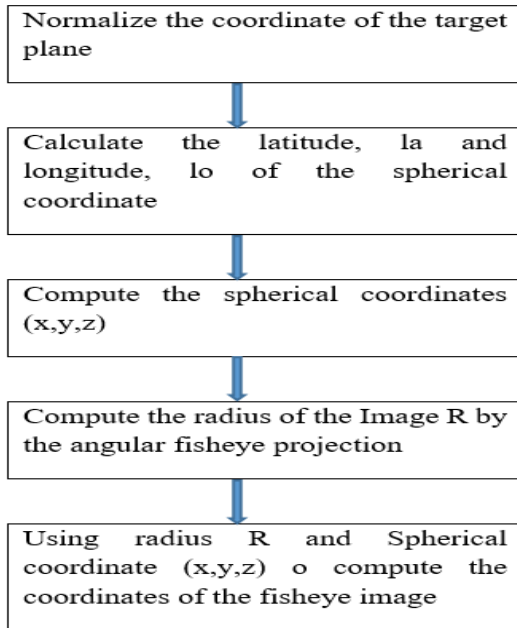 Normalize the coordinate of the target
plane
Calculate the latitude, la and
longitude, lo of the spherical
coordinate
Compute the spherical coordinates
(x,y,z)
Compute the radius of the Image R by
the angular fisheye projection
Using radius R and Spherical
coordinate (x,y,z) o compute the
coordinates of the fisheye image